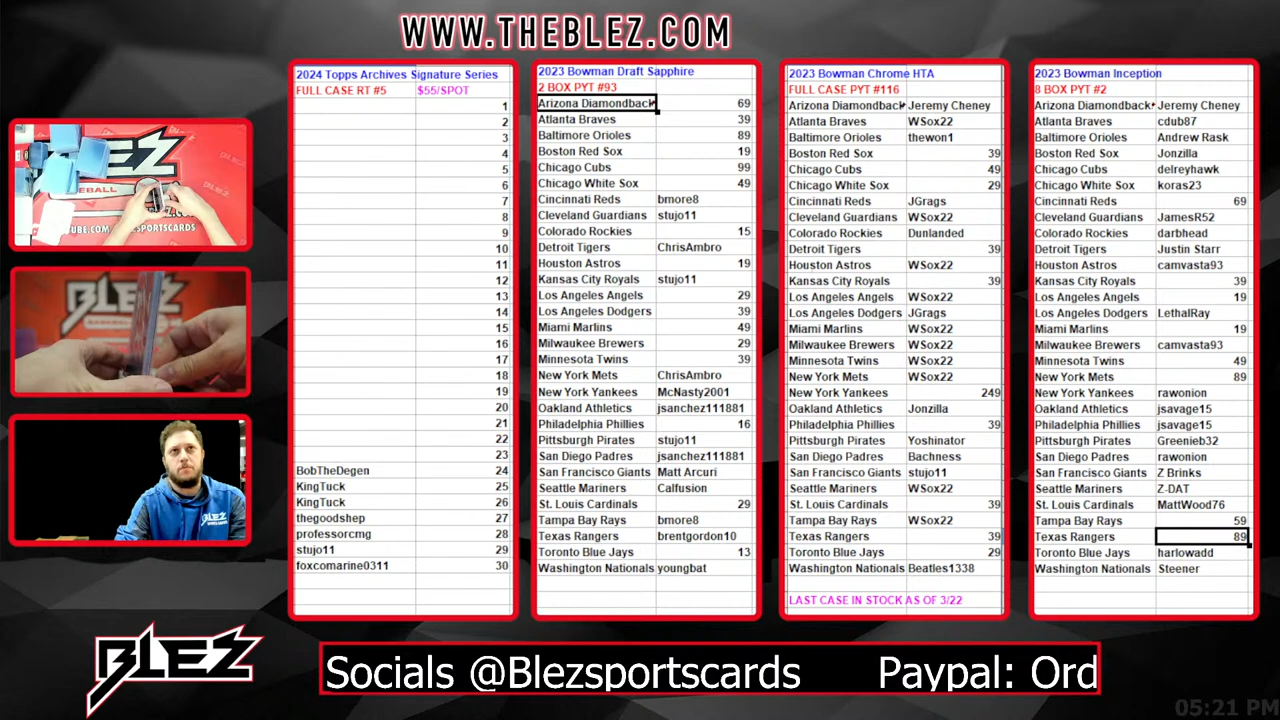 WWW.THEBLEZ.COM
2024 Topps Archives Signature Series
FULL CASE RT #5 $55/SPOT
1
2
3
4
5
6
7
8
9
10
11
12
13
14
15
16
17
18
19
20
21
22
23
BobTheDegen 24
KingTuck 25
KingTuck 26
thegoodshep 27
professorcmg 28
stujo11 29
foxcomarine0311 30
2023 Bowman Draft Sapphire
2 BOX PYT #93
Arizona Diamondback 69
Atlanta Braves 39
Baltimore Orioles 89
Boston Red Sox 19
Chicago Cubs 99
Chicago White Sox 49
Cincinnati Reds bmore8
Cleveland Guardians stujo11
Colorado Rockies 15
Detroit Tigers ChrisAmbro
Houston Astros 19
Kansas City Royals stujo11
Los Angeles Angels 29
Los Angeles Dodgers 39
Miami Marlins 49
Milwaukee Brewers 29
Minnesota Twins 39
New York Mets ChrisAmbro
New York Yankees McNasty2001
Oakland Athletics jsanchez111881
Philadelphia Phillies 16
Pittsburgh Pirates stujo11
San Diego Padres jsanchez111881
San Francisco Giants Matt Arcuri
Seattle Mariners Calfusion
St. Louis Cardinals 29
Tampa Bay Rays bmore8
Texas Rangers brentgordon10
Toronto Blue Jays 13
Washington Nationals youngbat
2023 Bowman Chrome HTA
FULL CASE PYT #116
Arizona Diamondback Jeremy Cheney
Atlanta Braves WSox22
Baltimore Orioles thewon1
Boston Red Sox 39
Chicago Cubs 49
Chicago White Sox 29
Cincinnati Reds JGrags
Cleveland Guardians WSox22
Colorado Rockies Dunlanded
Detroit Tigers 39
Houston Astros WSox22
Kansas City Royals 39
Los Angeles Angels WSox22
Los Angeles Dodgers JGrags
Miami Marlins WSox22
Milwaukee Brewers WSox22
Minnesota Twins WSox22
New York Mets WSox22
New York Yankees 249
Oakland Athletics Jonzilla
Philadelphia Phillies 39
Pittsburgh Pirates Yoshinator
San Diego Padres Bachness
San Francisco Giants stujo11
Seattle Mariners WSox22
St. Louis Cardinals 39
Tampa Bay Rays WSox22
Texas Rangers 39
Toronto Blue Jays 29
Washington Nationals Beatles1338
LAST CASE IN STOCK AS OF 3/22
2023 Bowman Inception
8 BOX PYT #2
Arizona Diamondback Jeremy Cheney
Atlanta Braves cdub87
Baltimore Orioles Andrew Rask
Boston Red Sox Jonzilla
Chicago Cubs delreyhawk
Chicago White Sox koras23
Cincinnati Reds 69
Cleveland Guardians JamesR52
Colorado Rockies darbhead
Detroit Tigers Justin Starr
Houston Astros camvasta93
Kansas City Royals 39
Los Angeles Angels 19
Los Angeles Dodgers LethalRay
Miami Marlins 19
Milwaukee Brewers camvasta93
Minnesota Twins 49
New York Mets 89
New York Yankees rawonion
Oakland Athletics jsavage15
Philadelphia Phillies jsavage15
Pittsburgh Pirates Greenieb32
San Diego Padres rawonion
San Francisco Giants Z Brinks
Seattle Mariners Z-DAT
St. Louis Cardinals MattWood76
Tampa Bay Rays 59
Texas Rangers 89
Toronto Blue Jays harlowadd
Washington Nationals Steener
BLEZ
Socials @Blezsportscards Paypal: Ord
05:21 PM